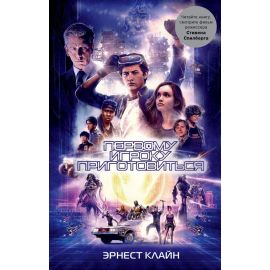 Читайте книгу
смотрите фильм
режиссера
Стивена
Спилберга
ПЕРВОМУ
ИГРОКУ
ПРИГОТОВИТЬСЯ
ЭРНЕСТ КЛАЙН